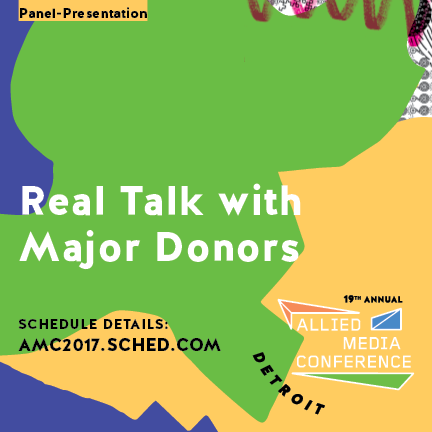 Panel-Presentation
Real Talk with
Major Donors
19TH ANNUAL
ALLIED
MEDIA
CONFERENCE
SCHEDULE DETAILS:
AMC2017.SCHED.COM
DETROIT